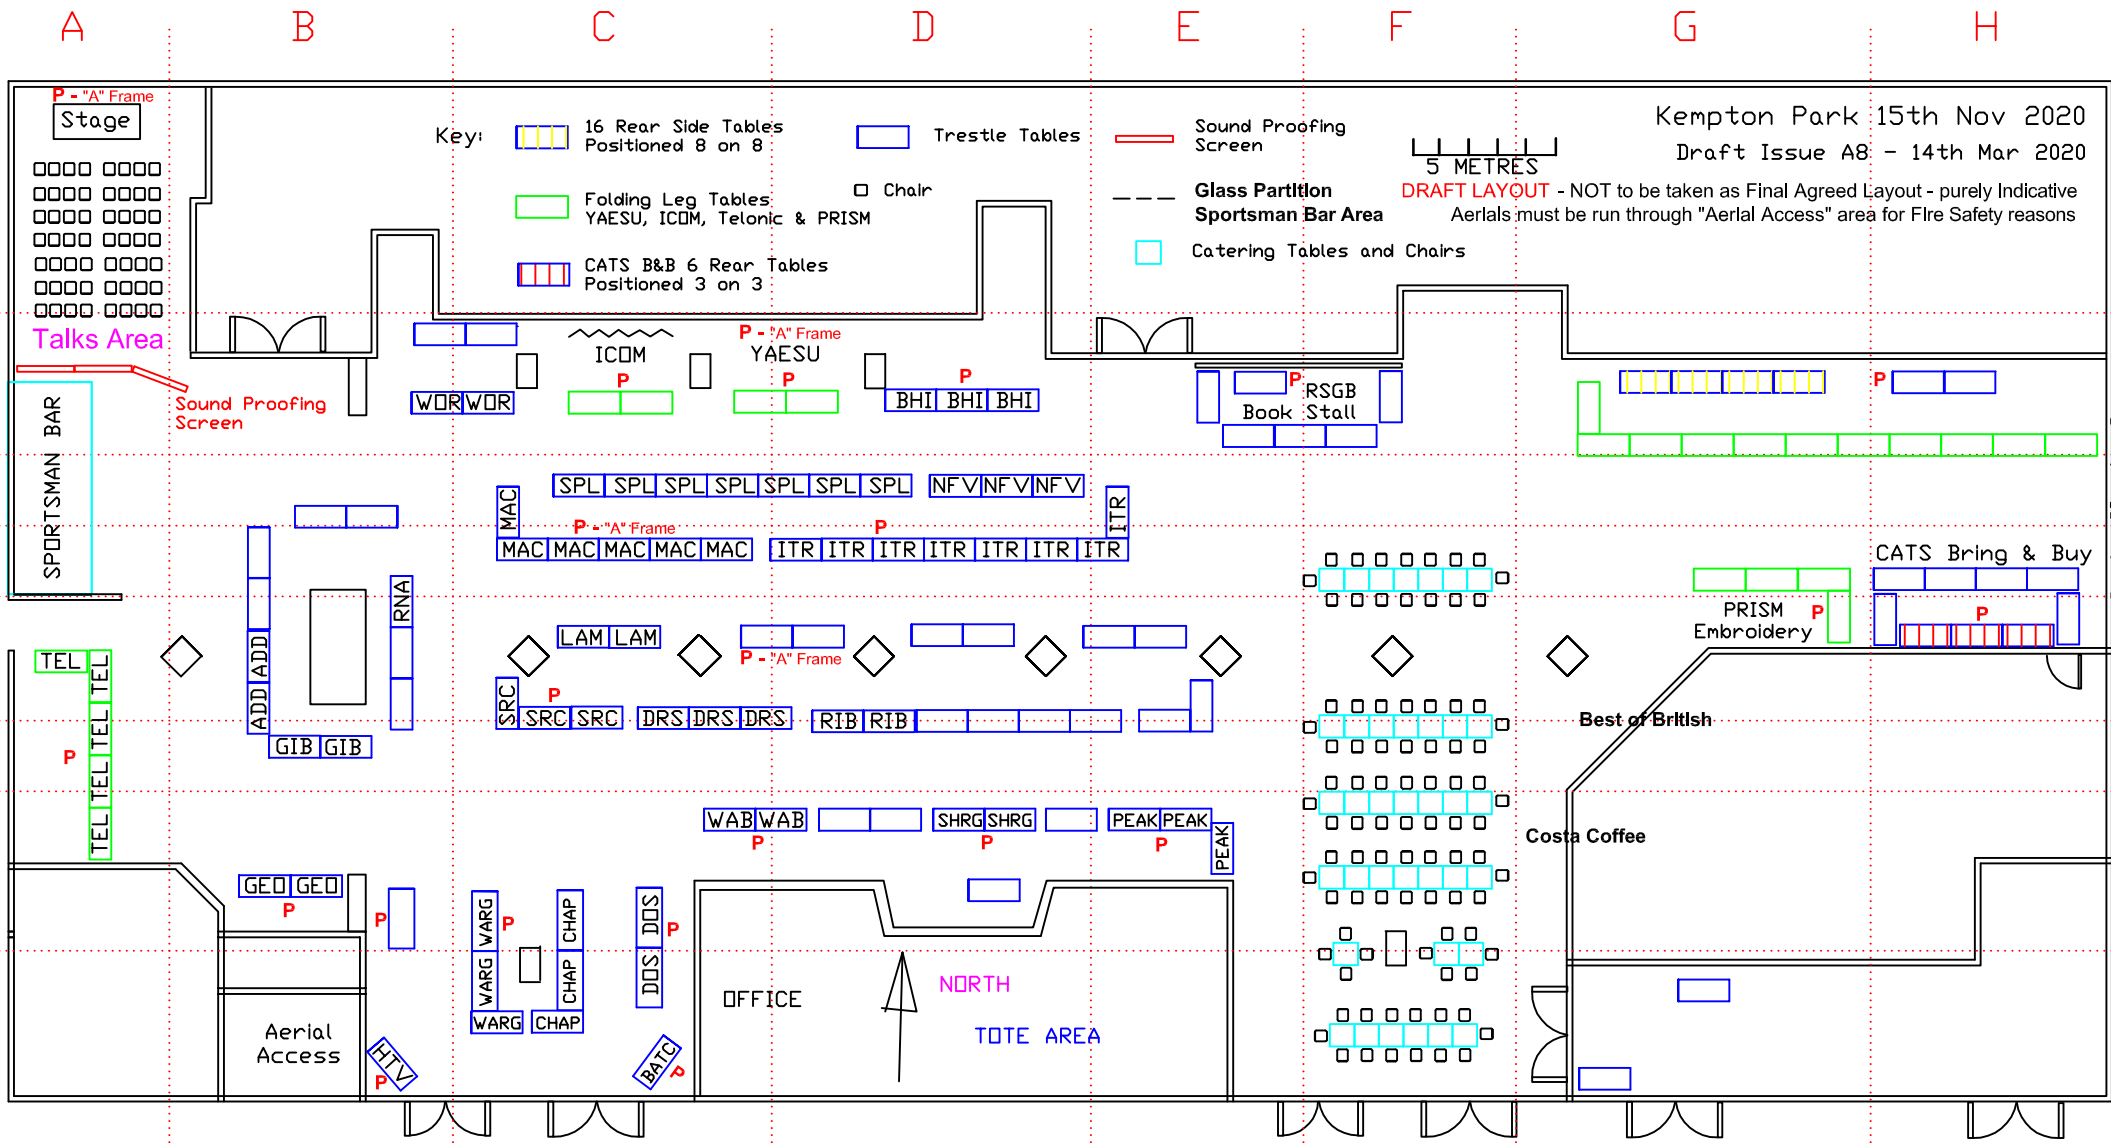 A B C D E F G H
P - "A" Frame
Stage
Key:
16 Rear Side Tables
Positioned 8 on 8
Trestle Tables
Sound Proofing
Screen
5 METRES
Kempton Park 15th Nov 2020
Draft Issue A8 - 14th Mar 2020
Folding Leg Tables
YAESU, ICOM, Telonic & PRISM
Chair
Glass Partition
Sportsman Bar Area
DRAFT LAYOUT - NOT to be taken as Final Agreed Layout - purely Indicative
Aerials must be run through "Aerial Access" area for Fire Safety reasons
CATS B&B 6 Rear Tables
Positioned 3 on 3
Catering Tables and Chairs
Talks Area
ICOM
P
P - "A" Frame
YAESU
P
P
BHI BHI BHI
WOR WOR
Sound Proofing
Screen
SPORTSMAN BAR
P
RSGB
Book Stall
P
SPL SPL SPL SPL SPL SPL SPL
NFV NFV NFV
MAC
P - "A" Frame
P
ITR
MAC MAC MAC MAC MAC
ITR ITR ITR ITR ITR ITR ITR
CATS Bring & Buy
P
PRISM
Embroidery
P
RNA
LAM LAM
P - "A" Frame
TEL
TEL
TEL
TEL
TEL
P
ADD
ADD
GIB GIB
SRC
P
SRC SRC
DRS DRS DRS
RIB RIB
Best of British
WAB WAB
P
SHRG SHRG
P
PEAK PEAK
P
PEAK
Costa Coffee
GEO GEO
P
P
WARG
WARG
WARG
P
CHAP
CHAP
CHAP
DOS
DOS
P
OFFICE
NORTH
TOTE AREA
Aerial
Access
HTV
P
BATC
P